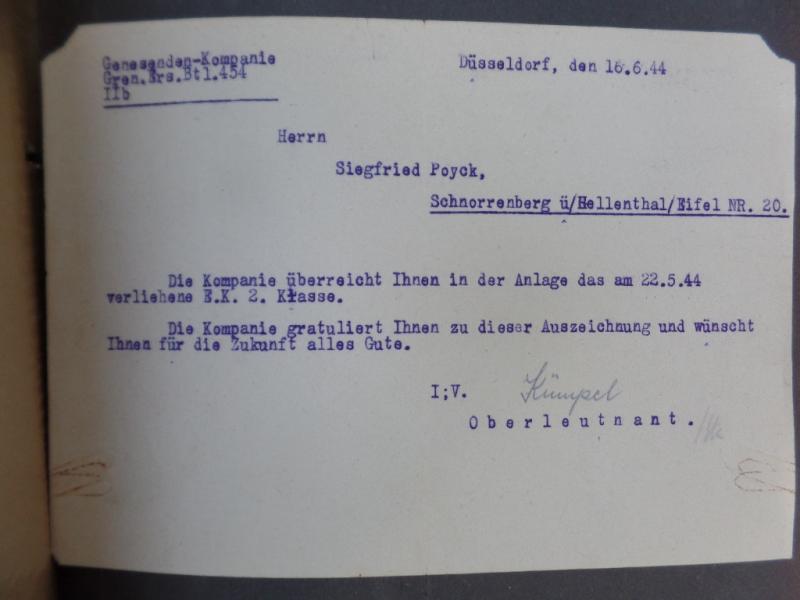 Genesenden-Kompanie
Gren.Ers.Btl.454
IIb
Düsseldorf, den 16.6.44
Herrn
Siegfried Poyck,
Schnorrenberg ü/Hellenthal/Eifel NR. 20.
Die Kompanie überreicht Ihnen in der Anlage das am 22.5.44
verliehene E.K. 2. Klasse.
Die Kompanie gratuliert Ihnen zu dieser Auszeichnung und wünscht
Ihnen für die Zukunft alles Gute.
I;V. Kümpel
Oberleutnant.